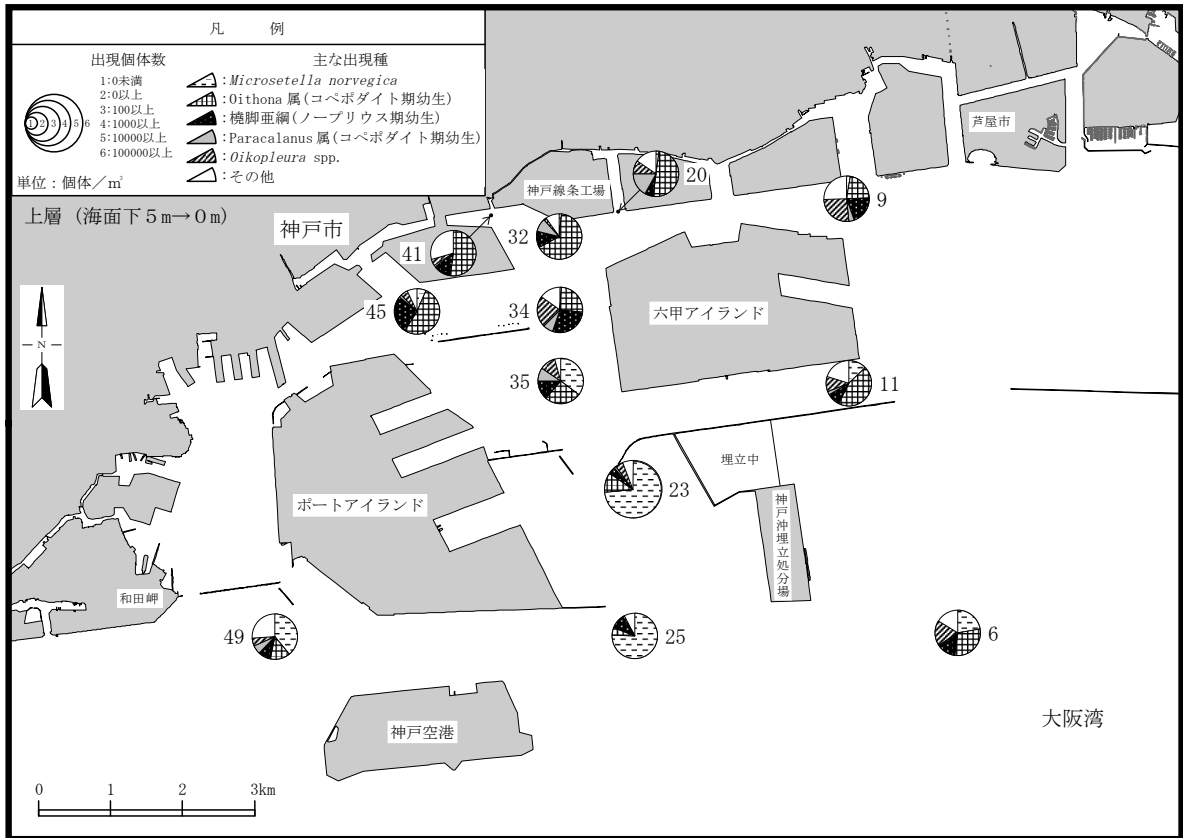 凡 例
出現個体数
1:0未満
2:0以上
3:100以上
4:1000以上
5:10000以上
6:100000以上
1 2 3 4 5 6
単位：個体／㎥
主な出現種
：Microsetella norvegica
：Oithona 属(コペポダイト期幼生)
：橈脚亜綱(ノープリウス期幼生)
：Paracalanus 属(コペポダイト期幼生)
：Oikopleura spp.
：その他
上層（海面下５ｍ→０ｍ）
芦屋市
神戸線条工場
20
9
神戸市
32
41
45
34
六甲アイランド
N
35
11
埋立中
23
ポートアイランド
神戸沖埋立処分場
和田岬
49
25
6
大阪湾
神戸空港
0 1 2 3km